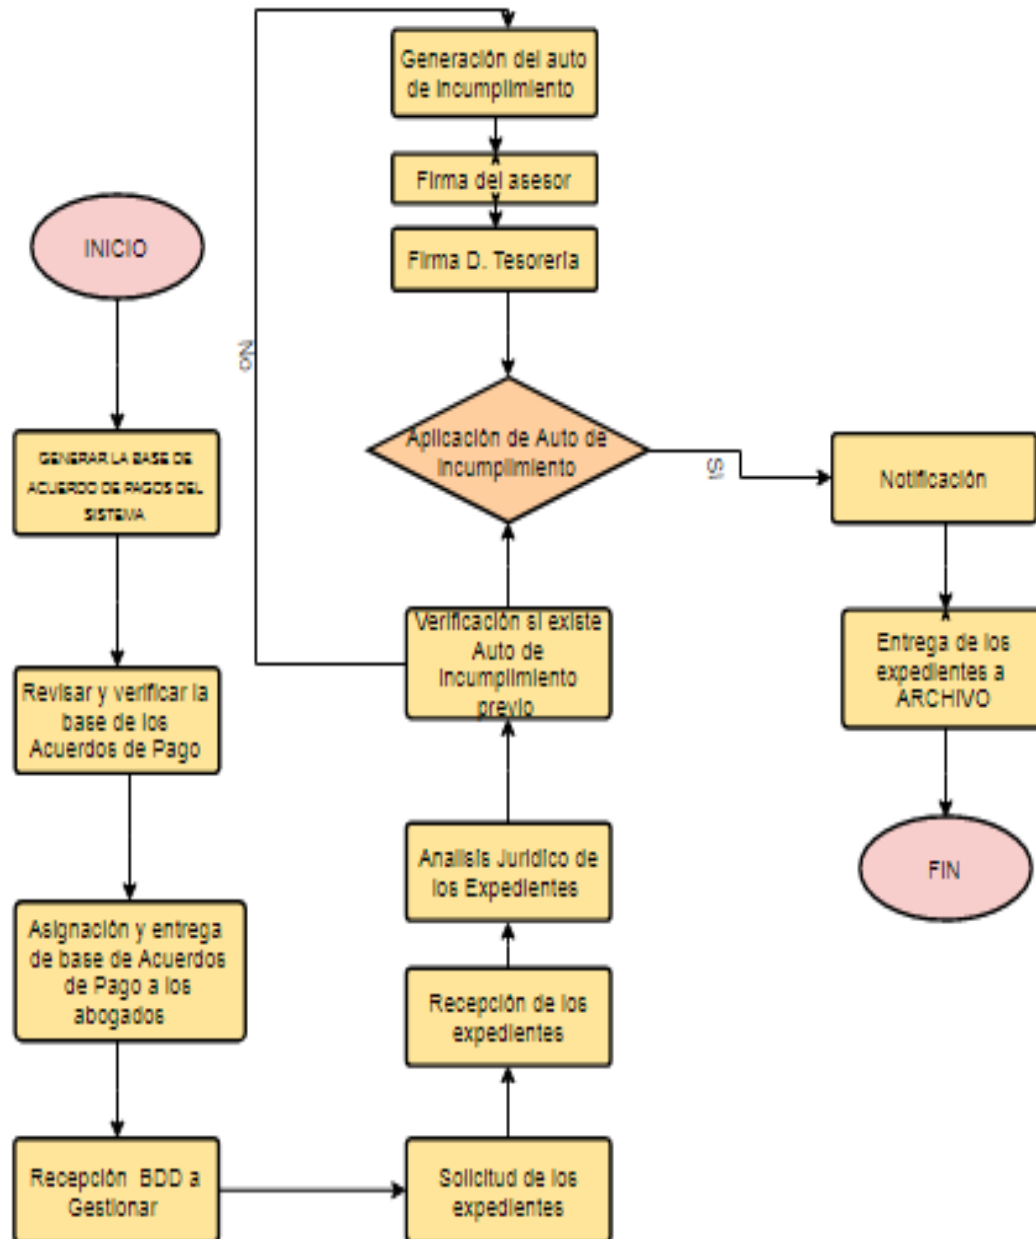 Generación del auto
de Incumplimiento
Firma del asesor
Firma D. Tesorería
INICIO
No
Aplicación de Auto de
Incumplimiento
Si
Notificación
GENERAR LA BASE DE
ACUERDO DE PAGOS DEL
SISTEMA
Verificación si existe
Auto de
Incumplimiento
previo
Entrega de los
expedientes a
ARCHIVO
Revisar y verificar la
base de los
Acuerdos de Pago
Analisis Juridico de
los Expedientes
FIN
Asignación y entrega
de base de Acuerdos
de Pago a los
abogados
Recepción de los
expedientes
Recepción BDD a
Gestionar
Solicitud de los
expedientes